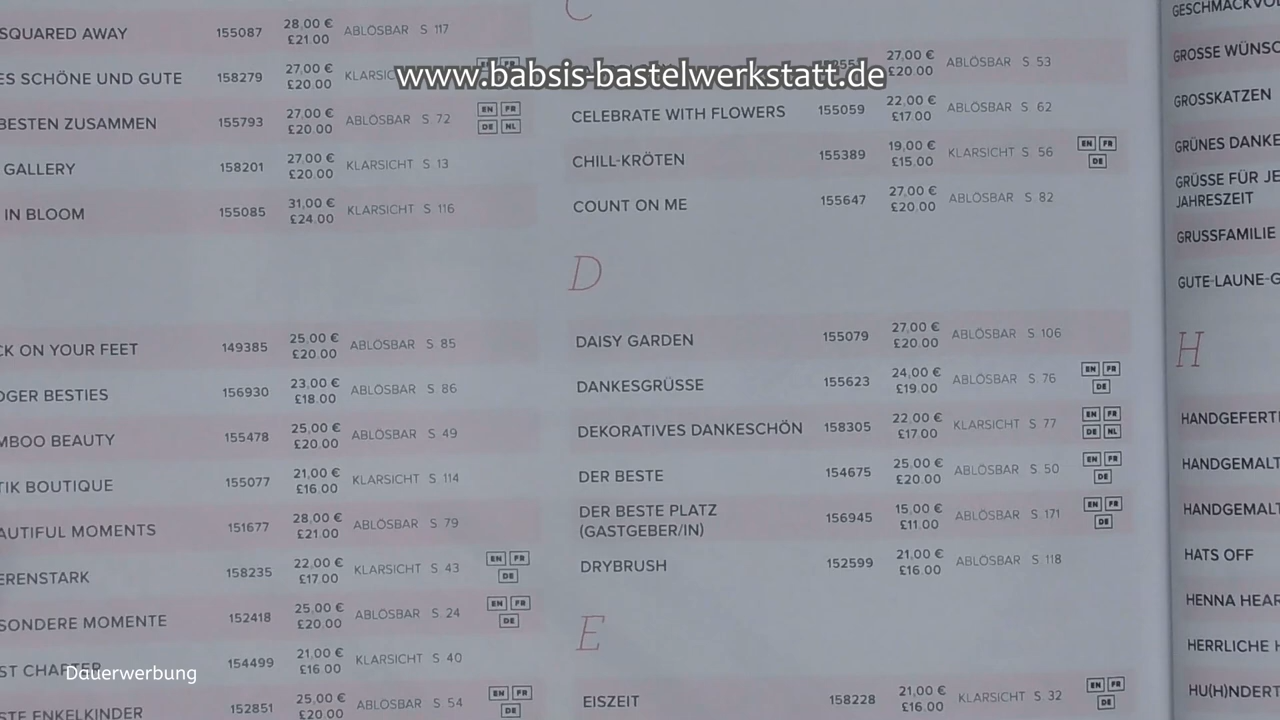 www.babsis-bastelwerkstatt.de
SQUARED AWAY 155087 28,00 € £21.00 ABLÖSBAR S 117
ES SCHÖNE UND GUTE 158279 27,00 € £20.00
BESTEN ZUSAMMEN 155793 27,00 € £20.00 ABLÖSBAR S 72 EN FR DE NL
GALLERY 158201 27,00 € £20.00 KLARSICHT S 13
IN BLOOM 155085 31,00 € £24.00 KLARSICHT S 116
CK ON YOUR FEET 149385 25,00 € £20.00 ABLÖSBAR S 85
DGER BESTIES 156930 23,00 € £18.00 ABLÖSBAR S 86
MBOO BEAUTY 155478 25,00 € £20.00 ABLÖSBAR S 49
TIK BOUTIQUE 155077 21,00 € £16.00 KLARSICHT S 114
AUTIFUL MOMENTS 151677 28,00 € £21.00 ABLÖSBAR S 79
ERENSTARK 158235 22,00 € £17.00 KLARSICHT S 43 EN FR DE
SONDERE MOMENTE 152418 25,00 € £20.00 ABLÖSBAR S 24 EN FR DE
ST CHAPTER 154499 21,00 € £16.00 KLARSICHT S 40
Dauerwerbung
STE ENKELKINDER 152851 25,00 € £20.00 ABLÖSBAR S 54 EN FR DE
C
27,00 € £20.00 ABLÖSBAR S 53
CELEBRATE WITH FLOWERS 155059 22,00 € £17.00 ABLÖSBAR S 62
CHILL-KRÖTEN 155389 19,00 € £15.00 KLARSICHT S 56 EN FR DE
COUNT ON ME 155647 27,00 € £20.00 ABLÖSBAR S 82
D
DAISY GARDEN 155079 27,00 € £20.00 ABLÖSBAR S 106
DANKESGRÜSSE 155623 24,00 € £19.00 ABLÖSBAR S 76 EN FR DE
DEKORATIVES DANKESCHÖN 158305 22,00 € £17.00 KLARSICHT S 77 EN FR DE NL
DER BESTE 154675 25,00 € £20.00 ABLÖSBAR S 50 EN FR DE
DER BESTE PLATZ
(GASTGEBER/IN) 156945 15,00 € £11.00 ABLÖSBAR S 171 EN FR DE
DRYBRUSH 152599 21,00 € £16.00 ABLÖSBAR S 118
E
EISZEIT 158228 21,00 € £16.00 KLARSICHT S 32 EN FR DE
GESCHMACKVOL
GROSSE WÜNSC
GROSSKATZEN
GRÜNES DANKE
GRÜSSE FÜR JE
JAHRESZEIT
GRUSSFAMILIE
GUTE-LAUNE-G
H
HANDGEFERTI
HANDGEMALT
HANDGEMALT
HATS OFF
HENNA HEAR
HERRLICHE H
HU(H)NDERT